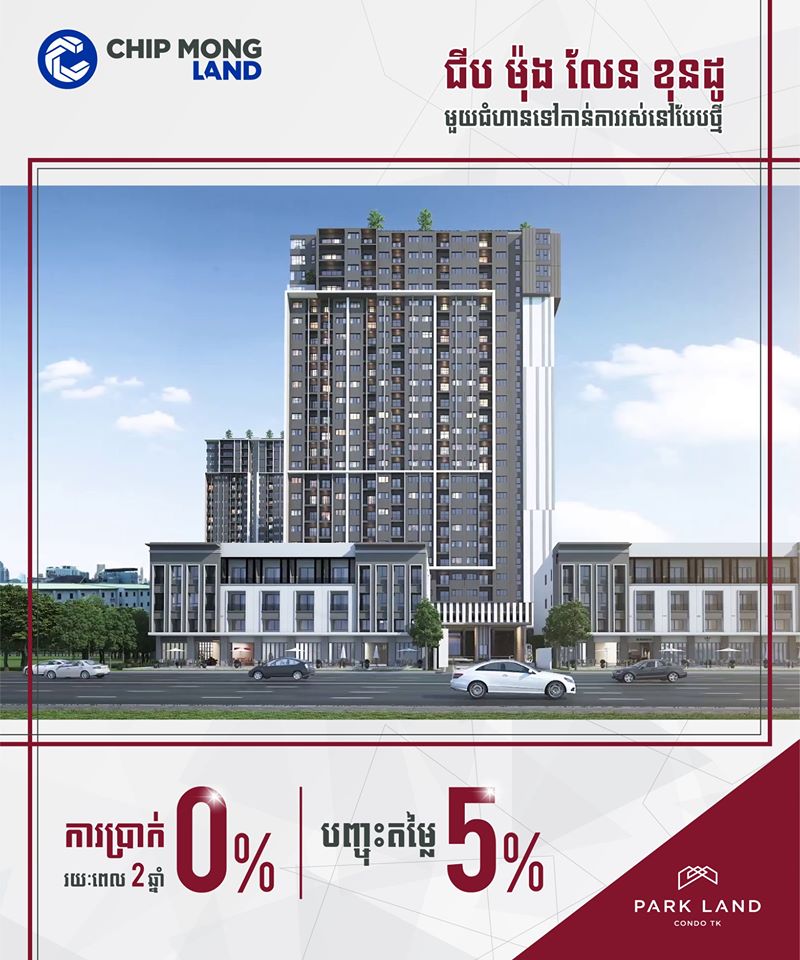 CHIP MONG
LAND
ជីប ម៉ុង លែន ខុនដូ
មួយជំហានទៅកាន់ការរស់នៅបែបថ្មី
ការប្រាក់ 0%
រយៈពេល 2 ឆ្នាំ
បញ្ចុះតម្លៃ 5%
PARK LAND
CONDO TK